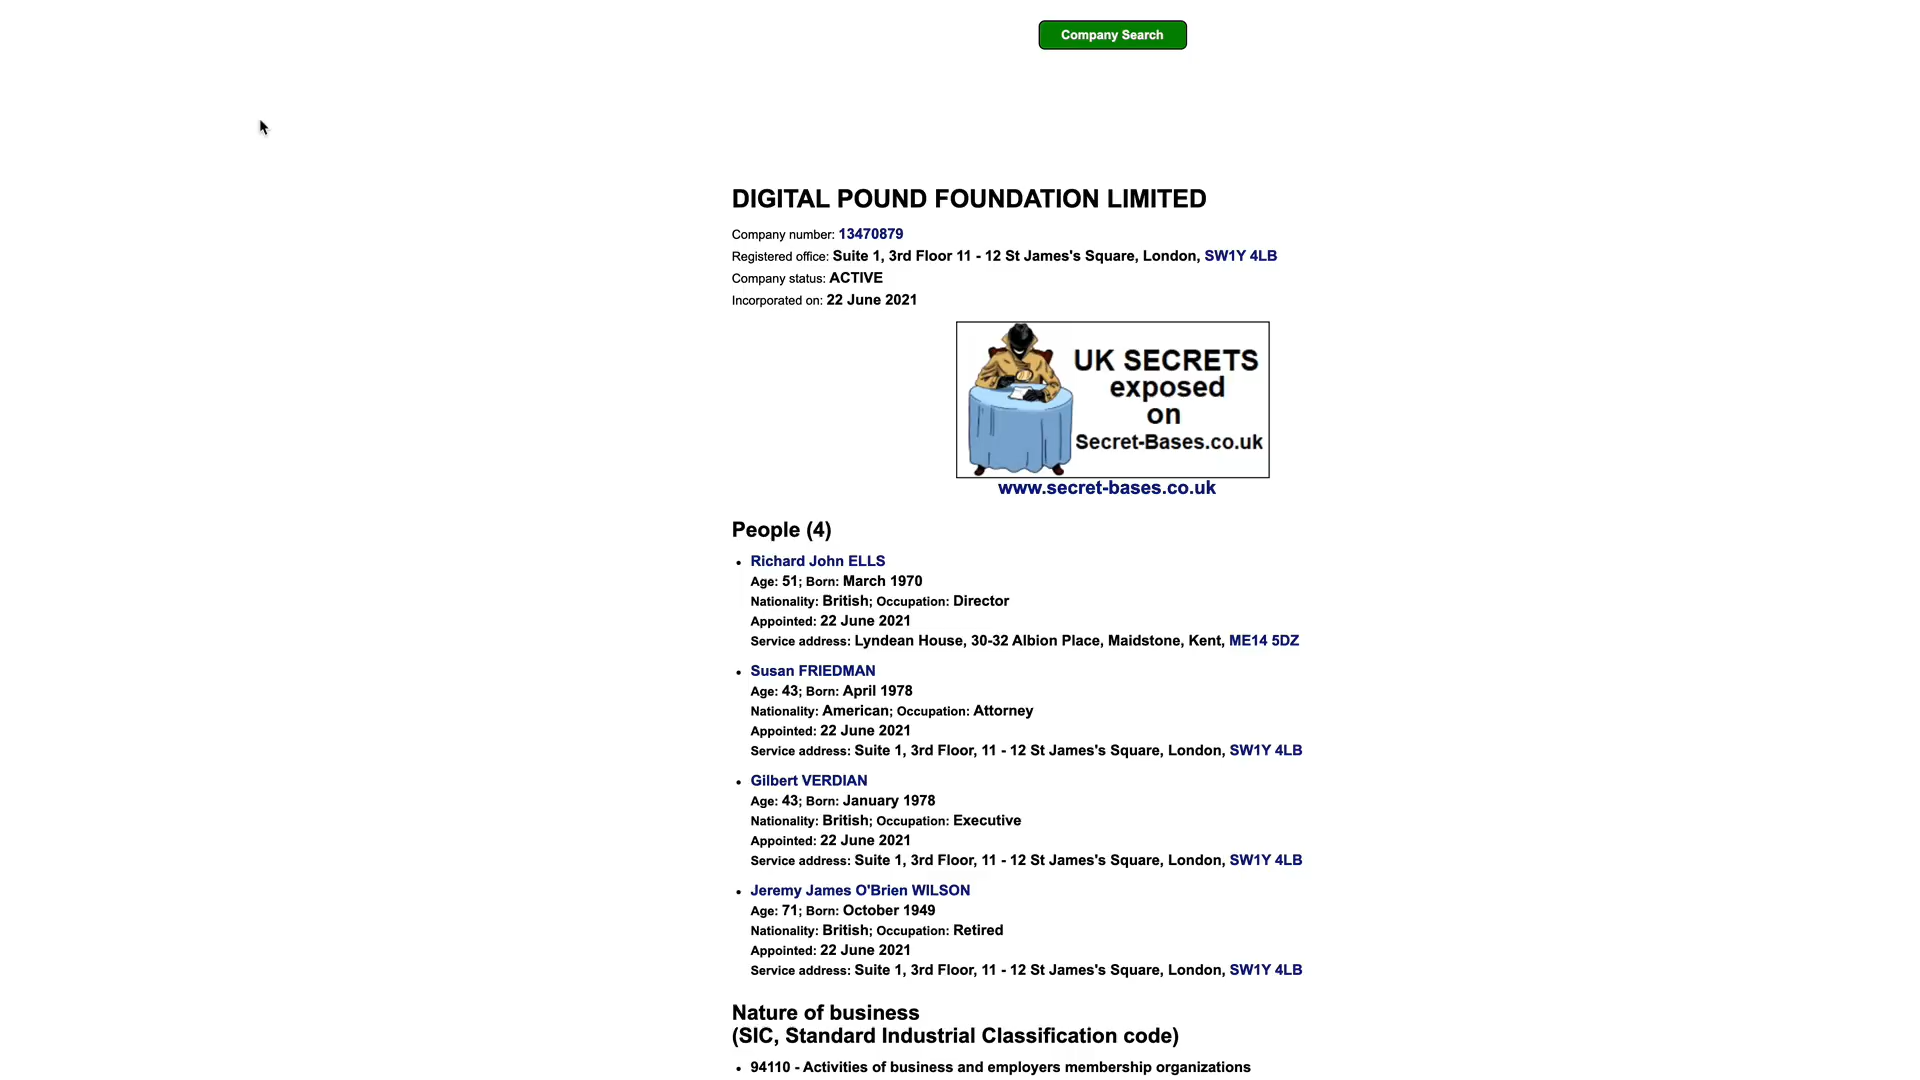 Company Search
DIGITAL POUND FOUNDATION LIMITED
Company number: 13470879
Registered office: Suite 1, 3rd Floor 11 - 12 St James's Square, London, SW1Y 4LB
Company status: ACTIVE
Incorporated on: 22 June 2021
UK SECRETS
exposed
on
Secret-Bases.co.uk
www.secret-bases.co.uk
People (4)
• Richard John ELLS
Age: 51; Born: March 1970
Nationality: British; Occupation: Director
Appointed: 22 June 2021
Service address: Lyndean House, 30-32 Albion Place, Maidstone, Kent, ME14 5DZ
• Susan FRIEDMAN
Age: 43; Born: April 1978
Nationality: American; Occupation: Attorney
Appointed: 22 June 2021
Service address: Suite 1, 3rd Floor, 11 - 12 St James's Square, London, SW1Y 4LB
• Gilbert VERDIAN
Age: 43; Born: January 1978
Nationality: British; Occupation: Executive
Appointed: 22 June 2021
Service address: Suite 1, 3rd Floor, 11 - 12 St James's Square, London, SW1Y 4LB
• Jeremy James O'Brien WILSON
Age: 71; Born: October 1949
Nationality: British; Occupation: Retired
Appointed: 22 June 2021
Service address: Suite 1, 3rd Floor, 11 - 12 St James's Square, London, SW1Y 4LB
Nature of business
(SIC, Standard Industrial Classification code)
• 94110 - Activities of business and employers membership organizations